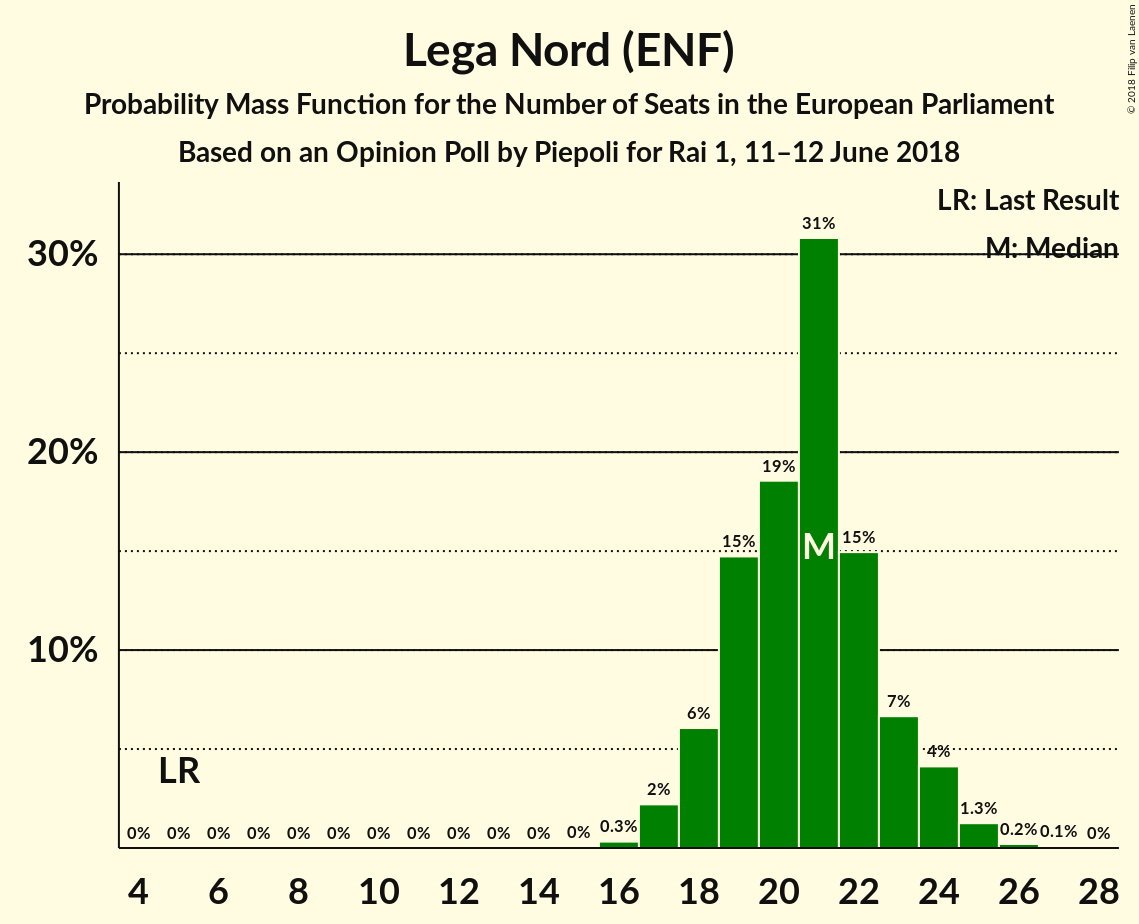 Lega Nord (ENF)
Probability Mass Function for the Number of Seats in the European Parliament
Based on an Opinion Poll by Piepoli for Rai 1, 11–12 June 2018
© 2018 Filip van Laenen
LR: Last Result
M: Median
30%
20%
10%
31%
19%
15%
M
15%
6%
7%
4%
LR
2%
1.3%
0% 0% 0% 0% 0% 0% 0% 0% 0% 0% 0% 0% 0.3% 0.2% 0.1% 0%
4 6 8 10 12 14 16 18 20 22 24 26 28